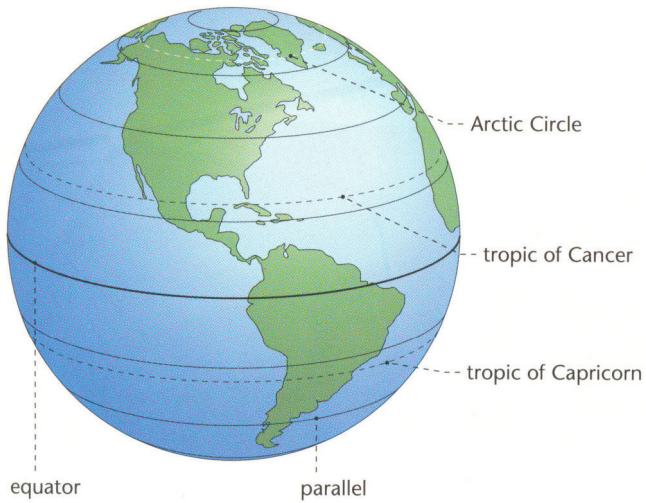 Arctic Circle
tropic of Cancer
tropic of Capricorn
equator
parallel